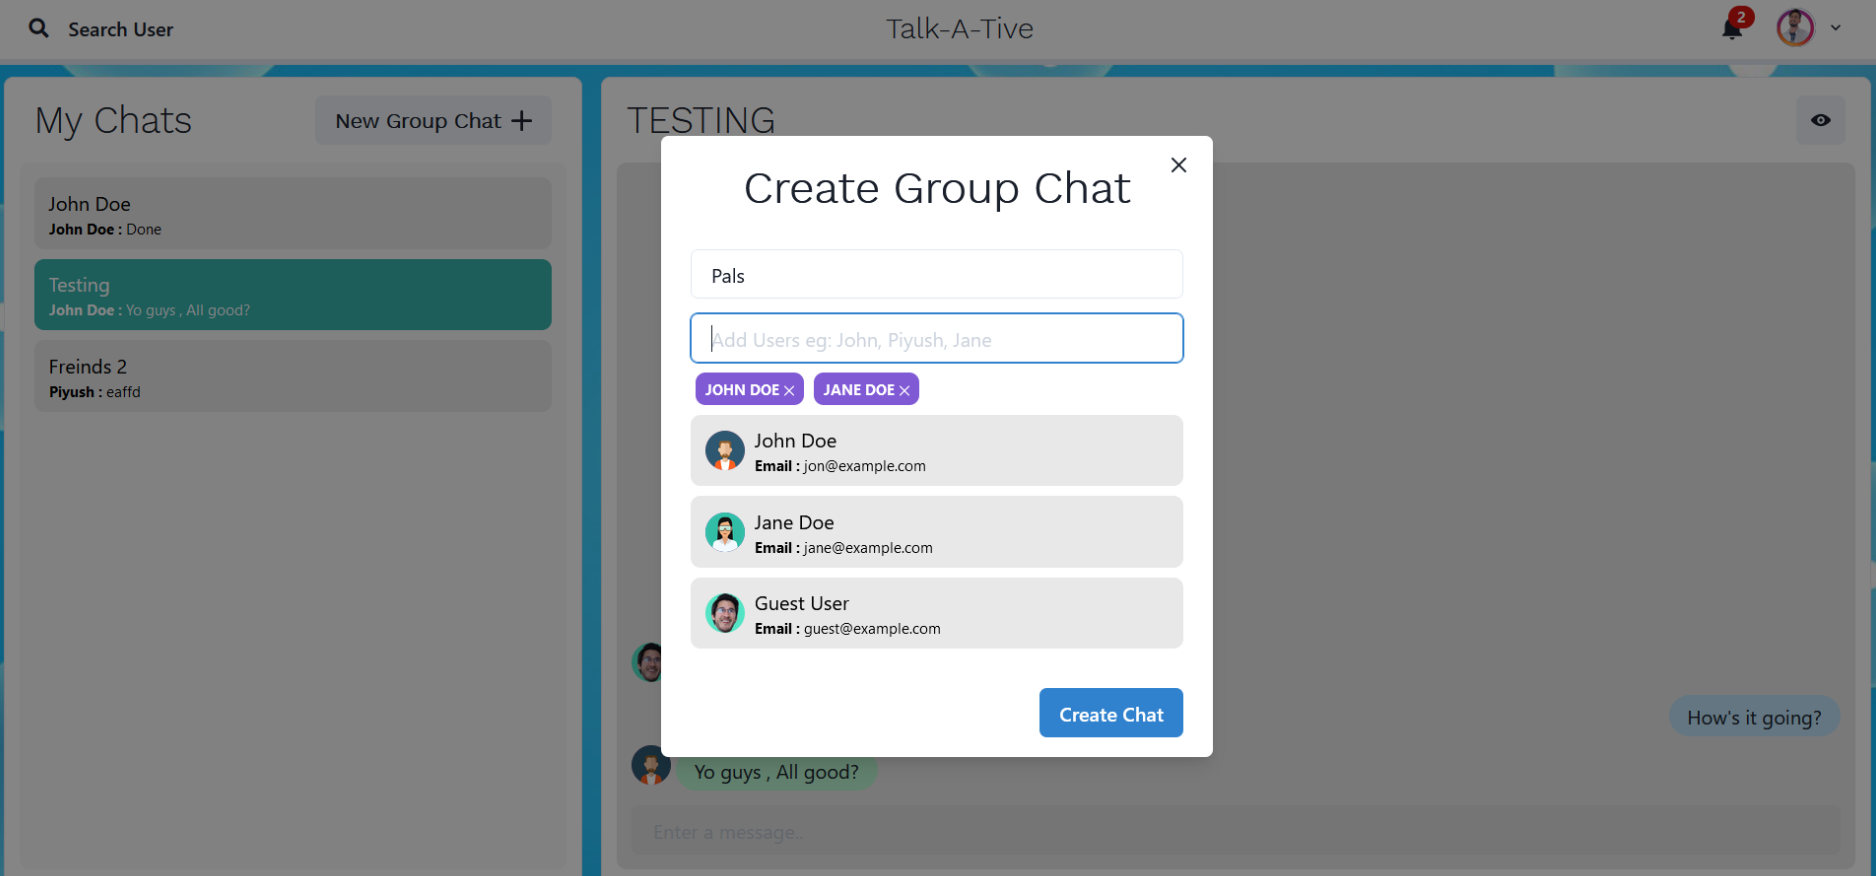 Search User
Talk-A-Tive
2
My Chats
New Group Chat
John Doe
John Doe : Done
Testing
John Doe : Yo guys , All good?
Freinds 2
Piyush : eaffd
TESTING
Create Group Chat
Pals
Add Users eg: John, Piyush, Jane
JOHN DOE
JANE DOE
John Doe
Email : jon@example.com
Jane Doe
Email : jane@example.com
Guest User
Email : guest@example.com
Create Chat
How's it going?
Yo guys , All good?
Enter a message..